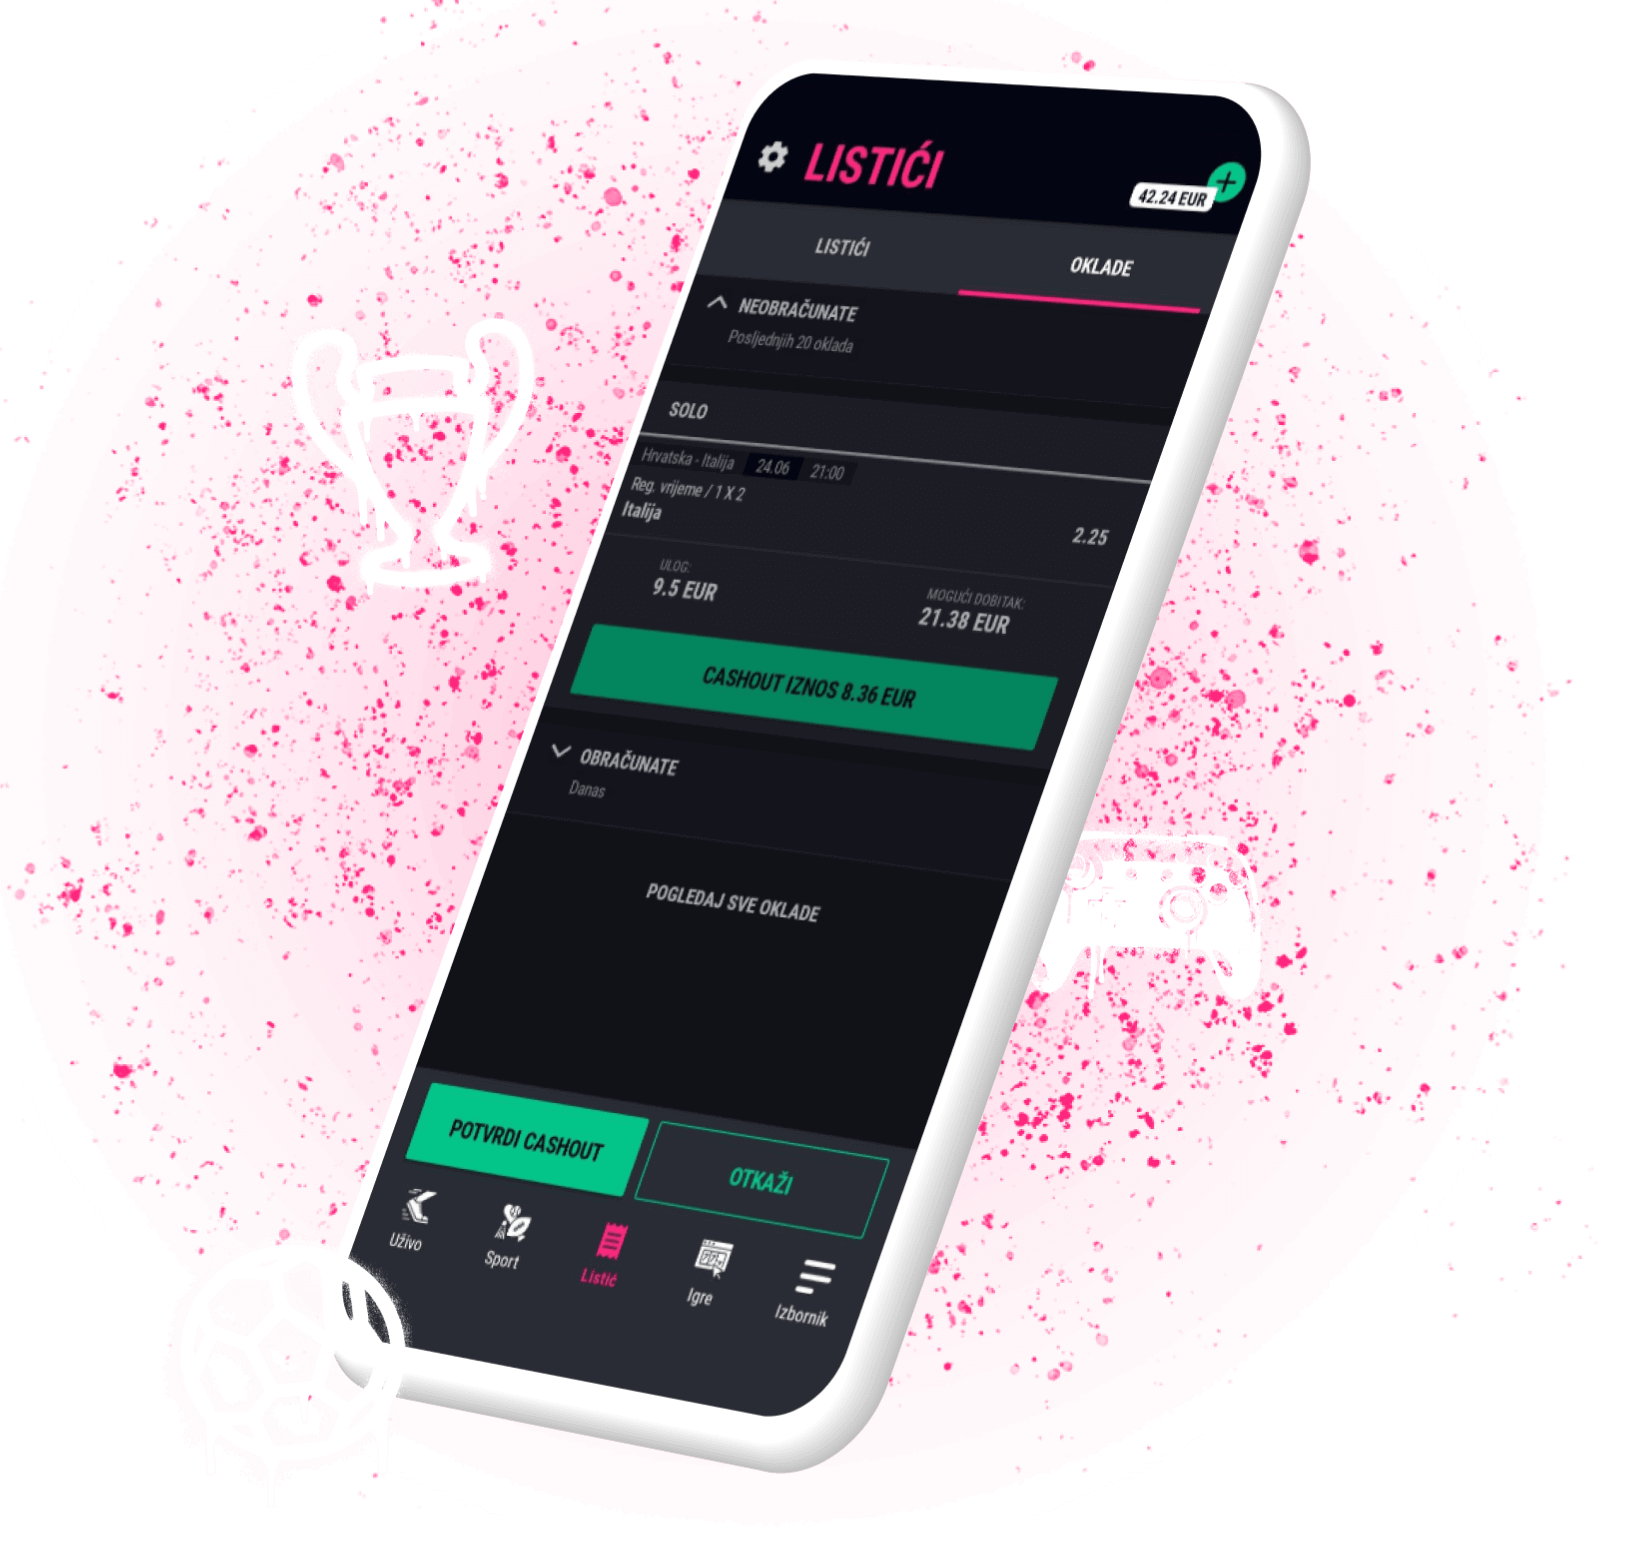 LISTIĆI
42.24 EUR
LISTIĆI
OKLADE
NEOBRAČUNATE
Posljednjih 20 oklada
SOLO
Hrvatska - Italija 24.06 21:00
Reg. vrijeme / 1 X 2
Italija
2.25
ULOG:
9.5 EUR
MOGUĆI DOBITAK:
21.38 EUR
CASHOUT IZNOS 8.36 EUR
OBRAČUNATE
Danas
POGLEDAJ SVE OKLADE
POTVRDI CASHOUT
OTKAŽI
Uživo
Sport
Listić
Igre
Izbornik